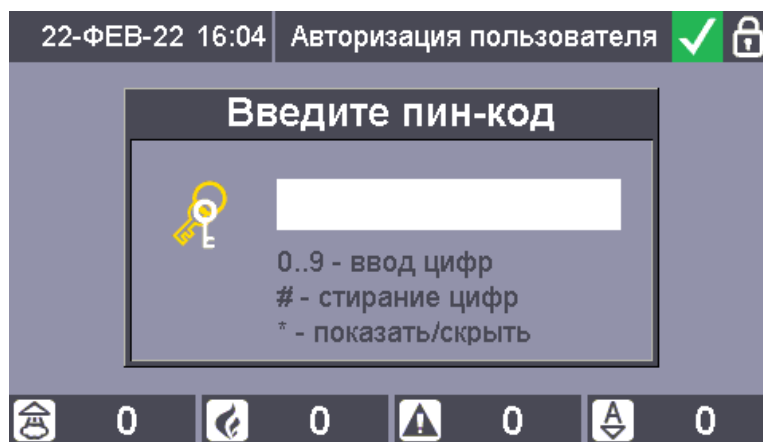 22-ФЕВ-22 16:04 Авторизация пользователя
Введите пин-код
0..9 - ввод цифр
# - стирание цифр
* - показать/скрыть
0 0 0 A 0